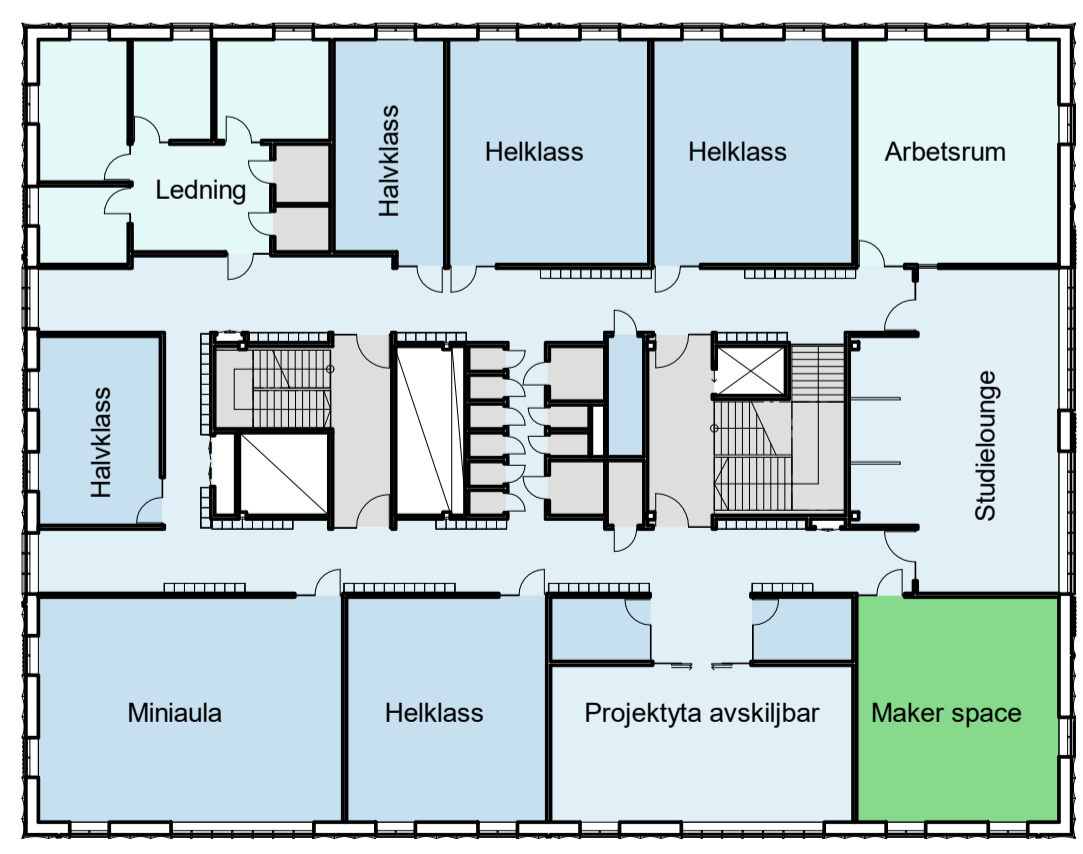 Halvklass
Helklass
Helklass
Arbetsrum
Ledning
Halvklass
Studielounge
Miniaula
Helklass
Projektyta avskiljbar
Maker space